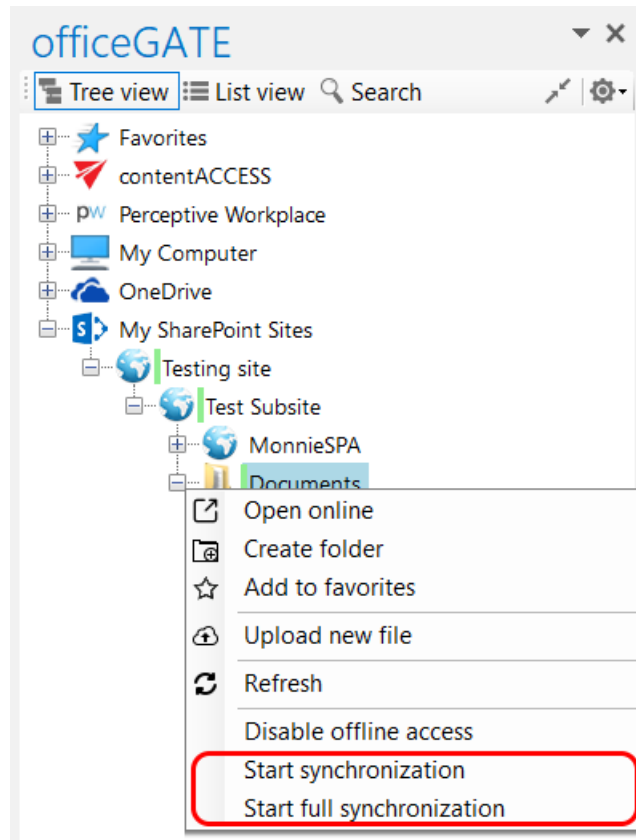 officeGATE
Tree view List view Search
Favorites
contentACCESS
pw Perceptive Workplace
My Computer
OneDrive
S My SharePoint Sites
Testing site
Test Subsite
MonnieSPA
Documents
Open online
Create folder
Add to favorites
Upload new file
Refresh
Disable offline access
Start synchronization
Start full synchronization